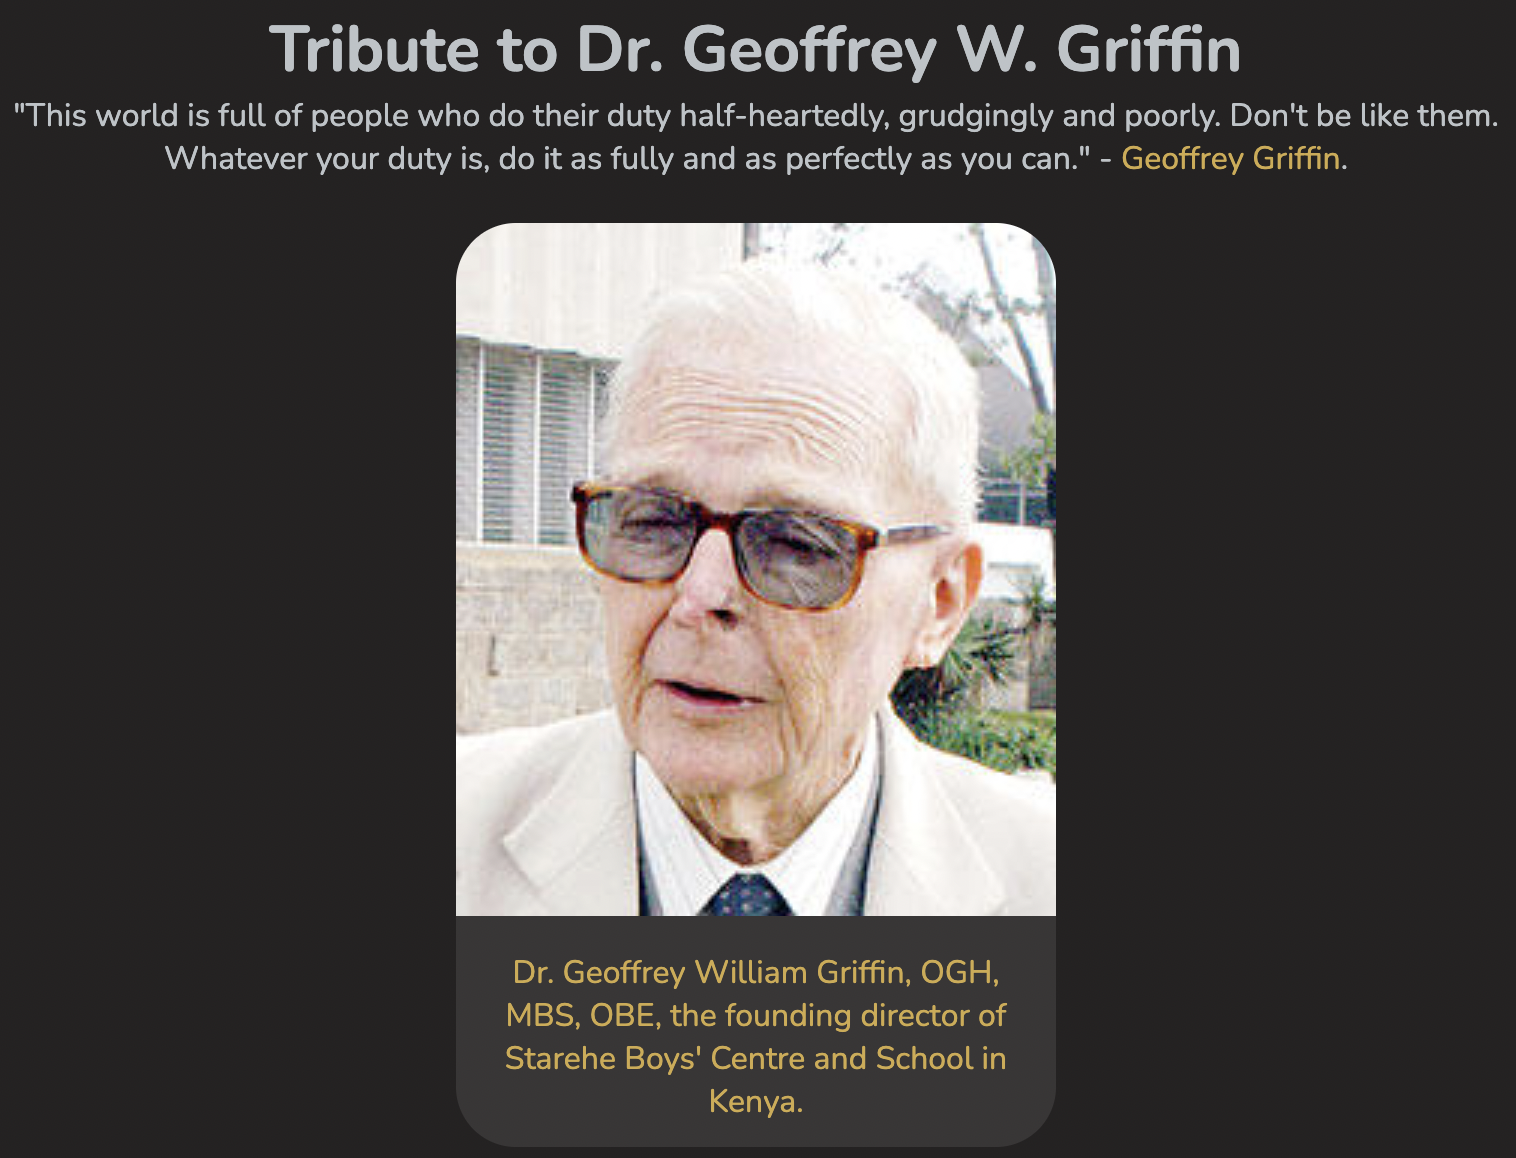 Tribute to Dr. Geoffrey W. Griffin
"This world is full of people who do their duty half-heartedly, grudgingly and poorly. Don't be like them.
Whatever your duty is, do it as fully and as perfectly as you can." - Geoffrey Griffin.
Dr. Geoffrey William Griffin, OGH,
MBS, OBE, the founding director of
Starehe Boys' Centre and School in
Kenya.